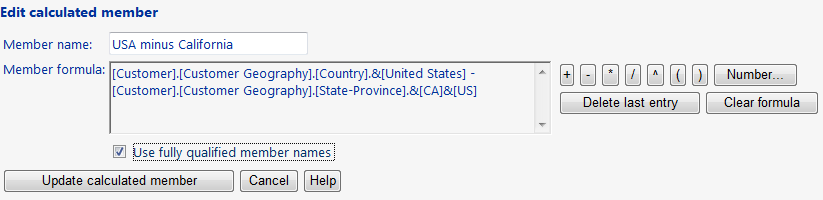 Edit calculated member
Member name: USA minus California
Member formula: [Customer].[Customer Geography].[Country].&[United States] -
[Customer].[Customer Geography].[State-Province].&[CA]&[US]
+ - * / ^ ( ) Number...
Delete last entry Clear formula
Use fully qualified member names
Update calculated member Cancel Help